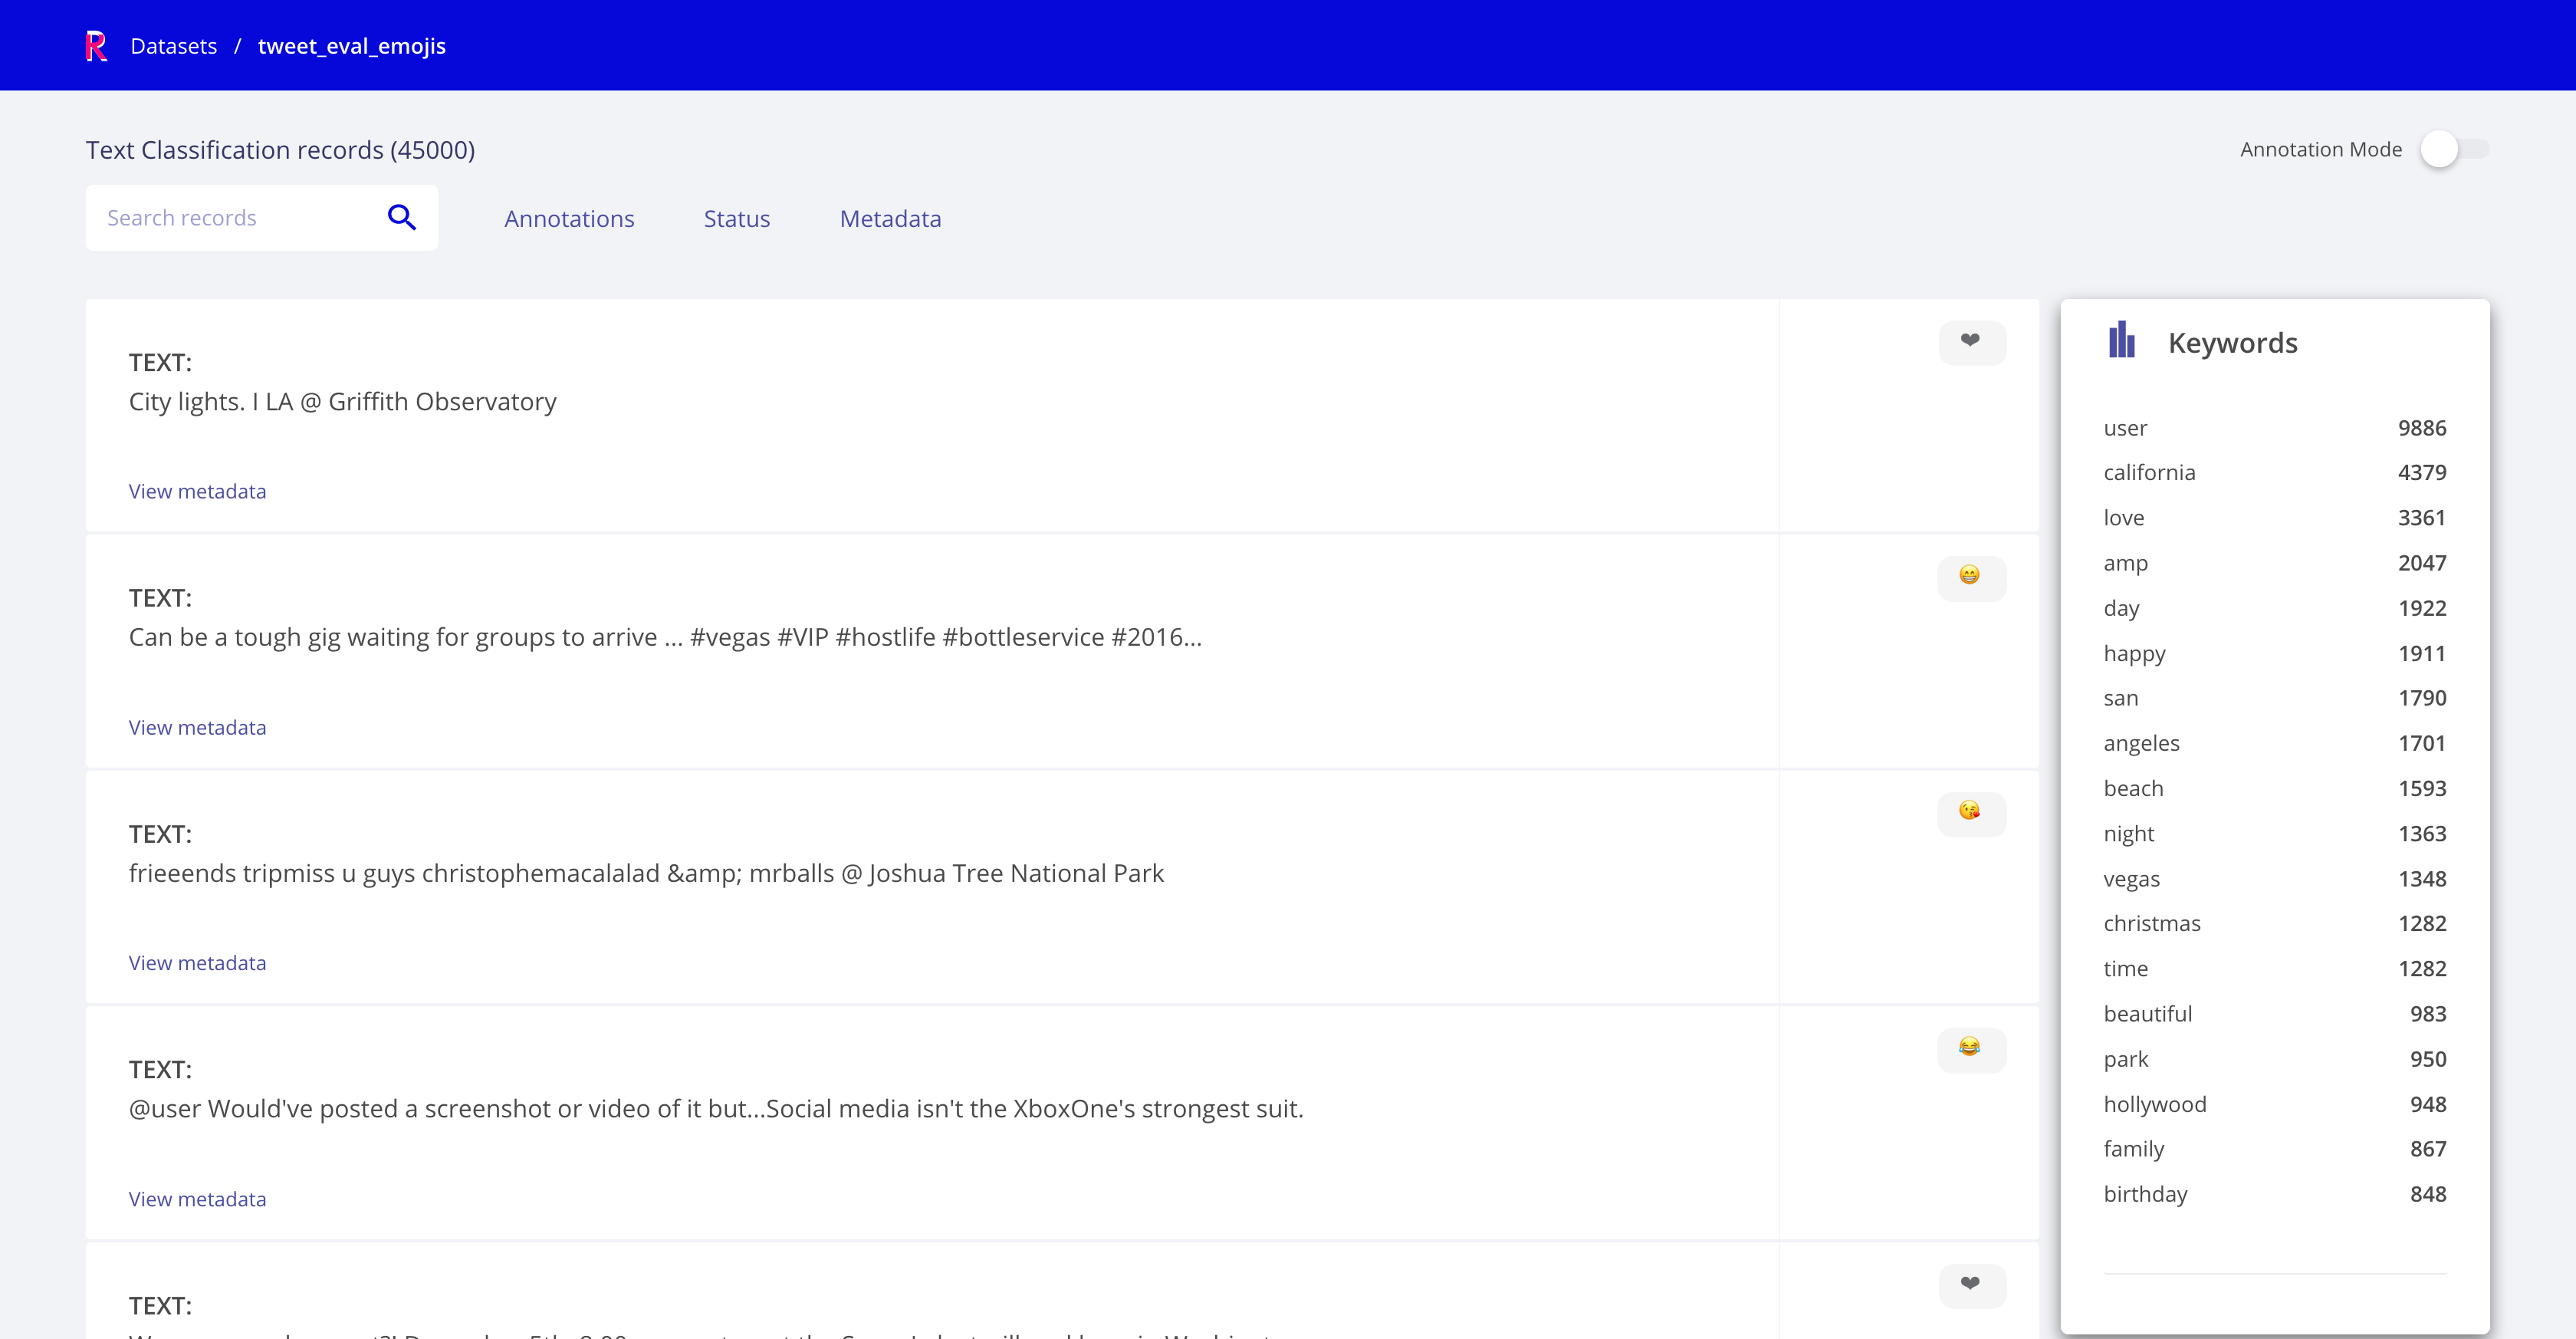 R Datasets / tweet_eval_emojis
Text Classification records (45000)
Annotation Mode
Search records
Annotations
Status
Metadata
TEXT:
City lights. I LA @ Griffith Observatory
View metadata
❤
TEXT:
Can be a tough gig waiting for groups to arrive ... #vegas #VIP #hostlife #bottleservice #2016...
View metadata
😁
TEXT:
frieeends tripmiss u guys christophemacalalad &amp; mrballs @ Joshua Tree National Park
View metadata
😘
TEXT:
@user Would've posted a screenshot or video of it but...Social media isn't the XboxOne's strongest suit.
View metadata
😂
TEXT:
❤
Keywords
user 9886
california 4379
love 3361
amp 2047
day 1922
happy 1911
san 1790
angeles 1701
beach 1593
night 1363
vegas 1348
christmas 1282
time 1282
beautiful 983
park 950
hollywood 948
family 867
birthday 848